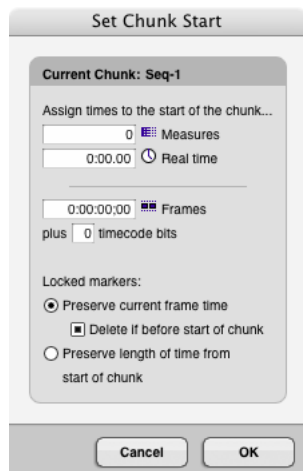 Set Chunk Start
Current Chunk: Seq-1
Assign times to the start of the chunk...
0 Measures
0:00.00 Real time
0:00:00;00 Frames
plus 0 timecode bits
Locked markers:
Preserve current frame time
Delete if before start of chunk
Preserve length of time from
start of chunk
Cancel OK